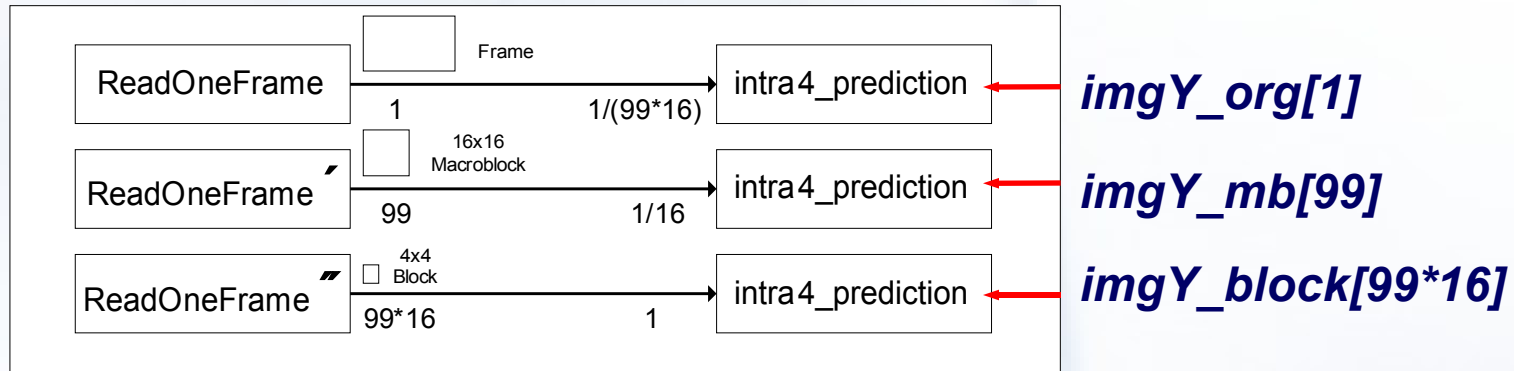 Frame
ReadOneFrame
intra4_prediction
imgY_org[1]
1
1/(99*16)
16x16
Macroblock
ReadOneFrame′
intra4_prediction
imgY_mb[99]
99
1/16
4x4
Block
ReadOneFrame″
intra4_prediction
imgY_block[99*16]
99*16
1